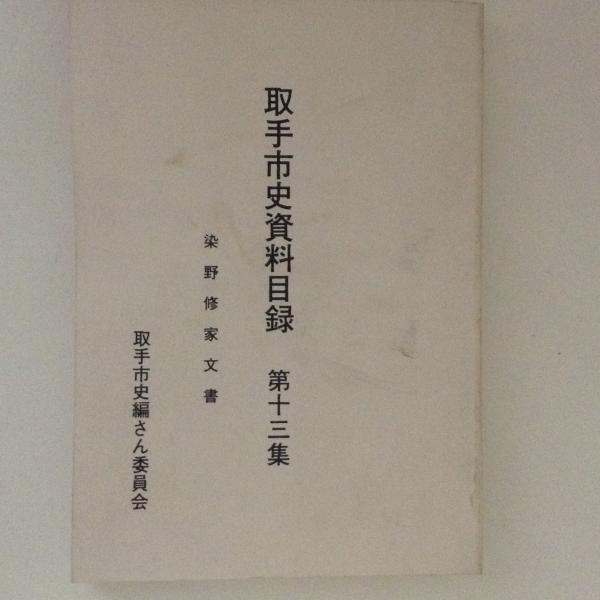 取手市史資料目録 第十三集
染野修家文書
取手市史編さん委員会